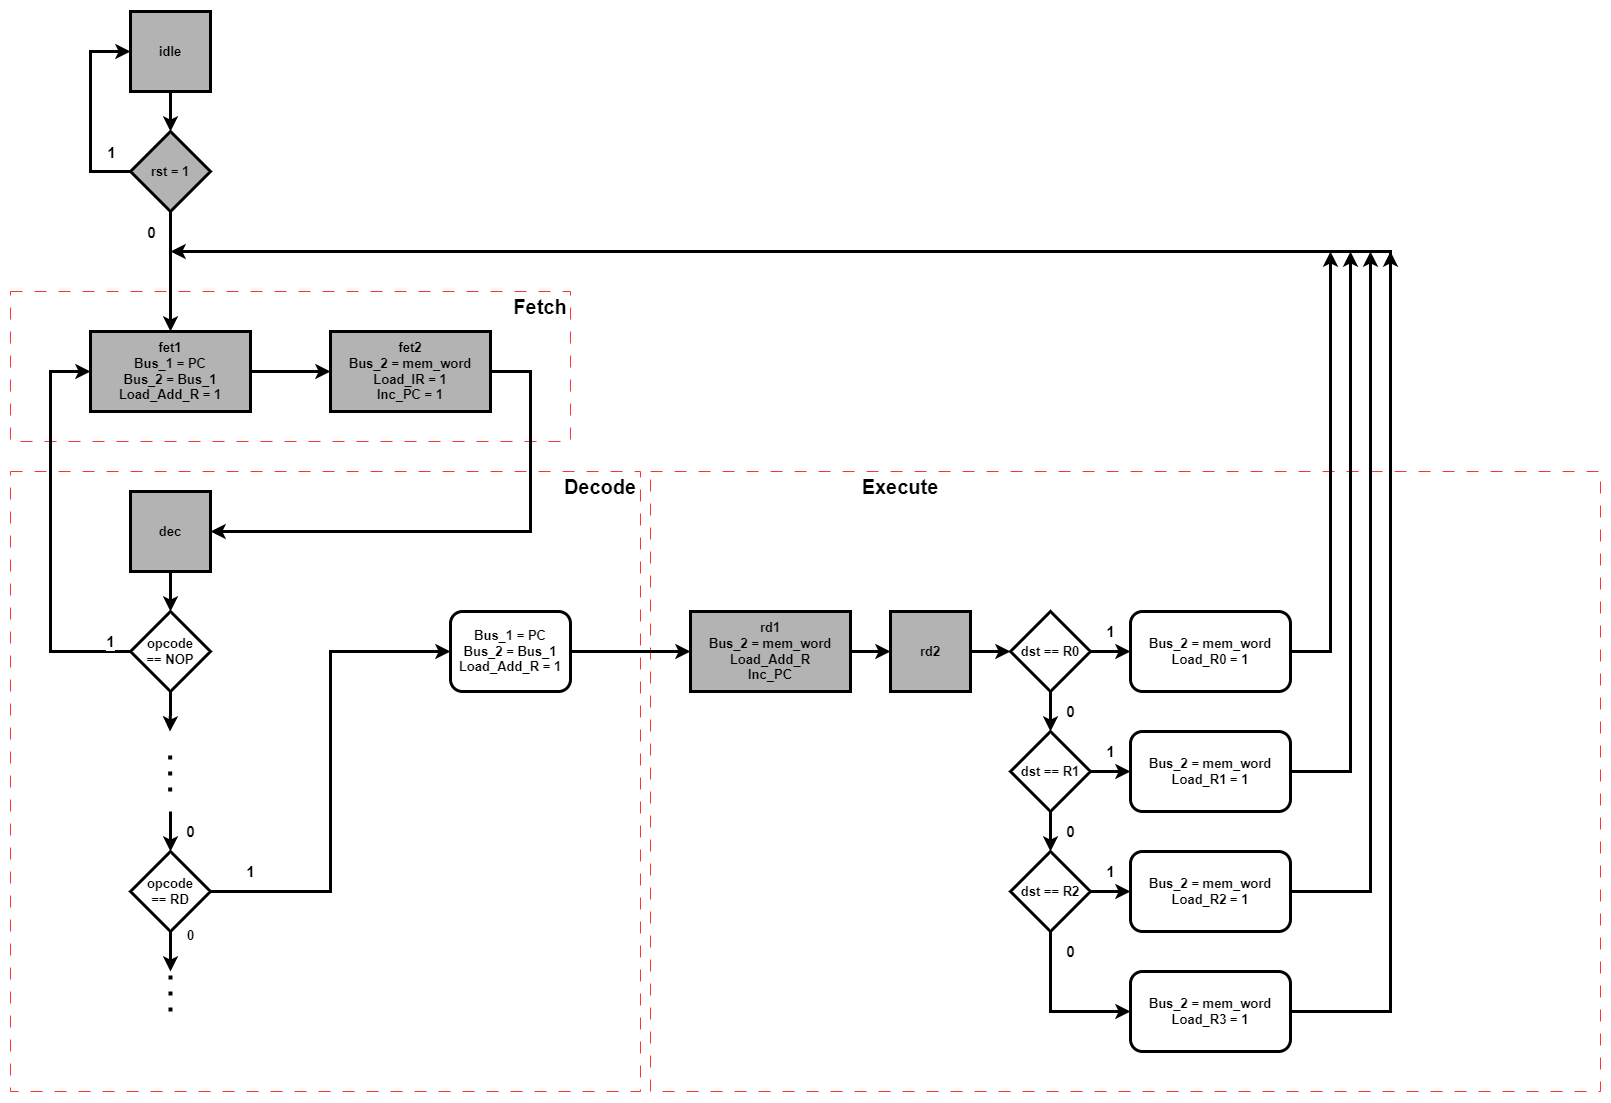 idle
1
rst = 1
0
Fetch
fet1
Bus_1 = PC
Bus_2 = Bus_1
Load_Add_R = 1
fet2
Bus_2 = mem_word
Load_IR = 1
Inc_PC = 1
Decode
dec
1
opcode
== NOP
0
opcode
== RD
1
0
Bus_1 = PC
Bus_2 = Bus_1
Load_Add_R = 1
Execute
rd1
Bus_2 = mem_word
Load_Add_R
Inc_PC
rd2
dst == R0
1
Bus_2 = mem_word
Load_R0 = 1
0
dst == R1
1
Bus_2 = mem_word
Load_R1 = 1
0
dst == R2
1
Bus_2 = mem_word
Load_R2 = 1
0
Bus_2 = mem_word
Load_R3 = 1